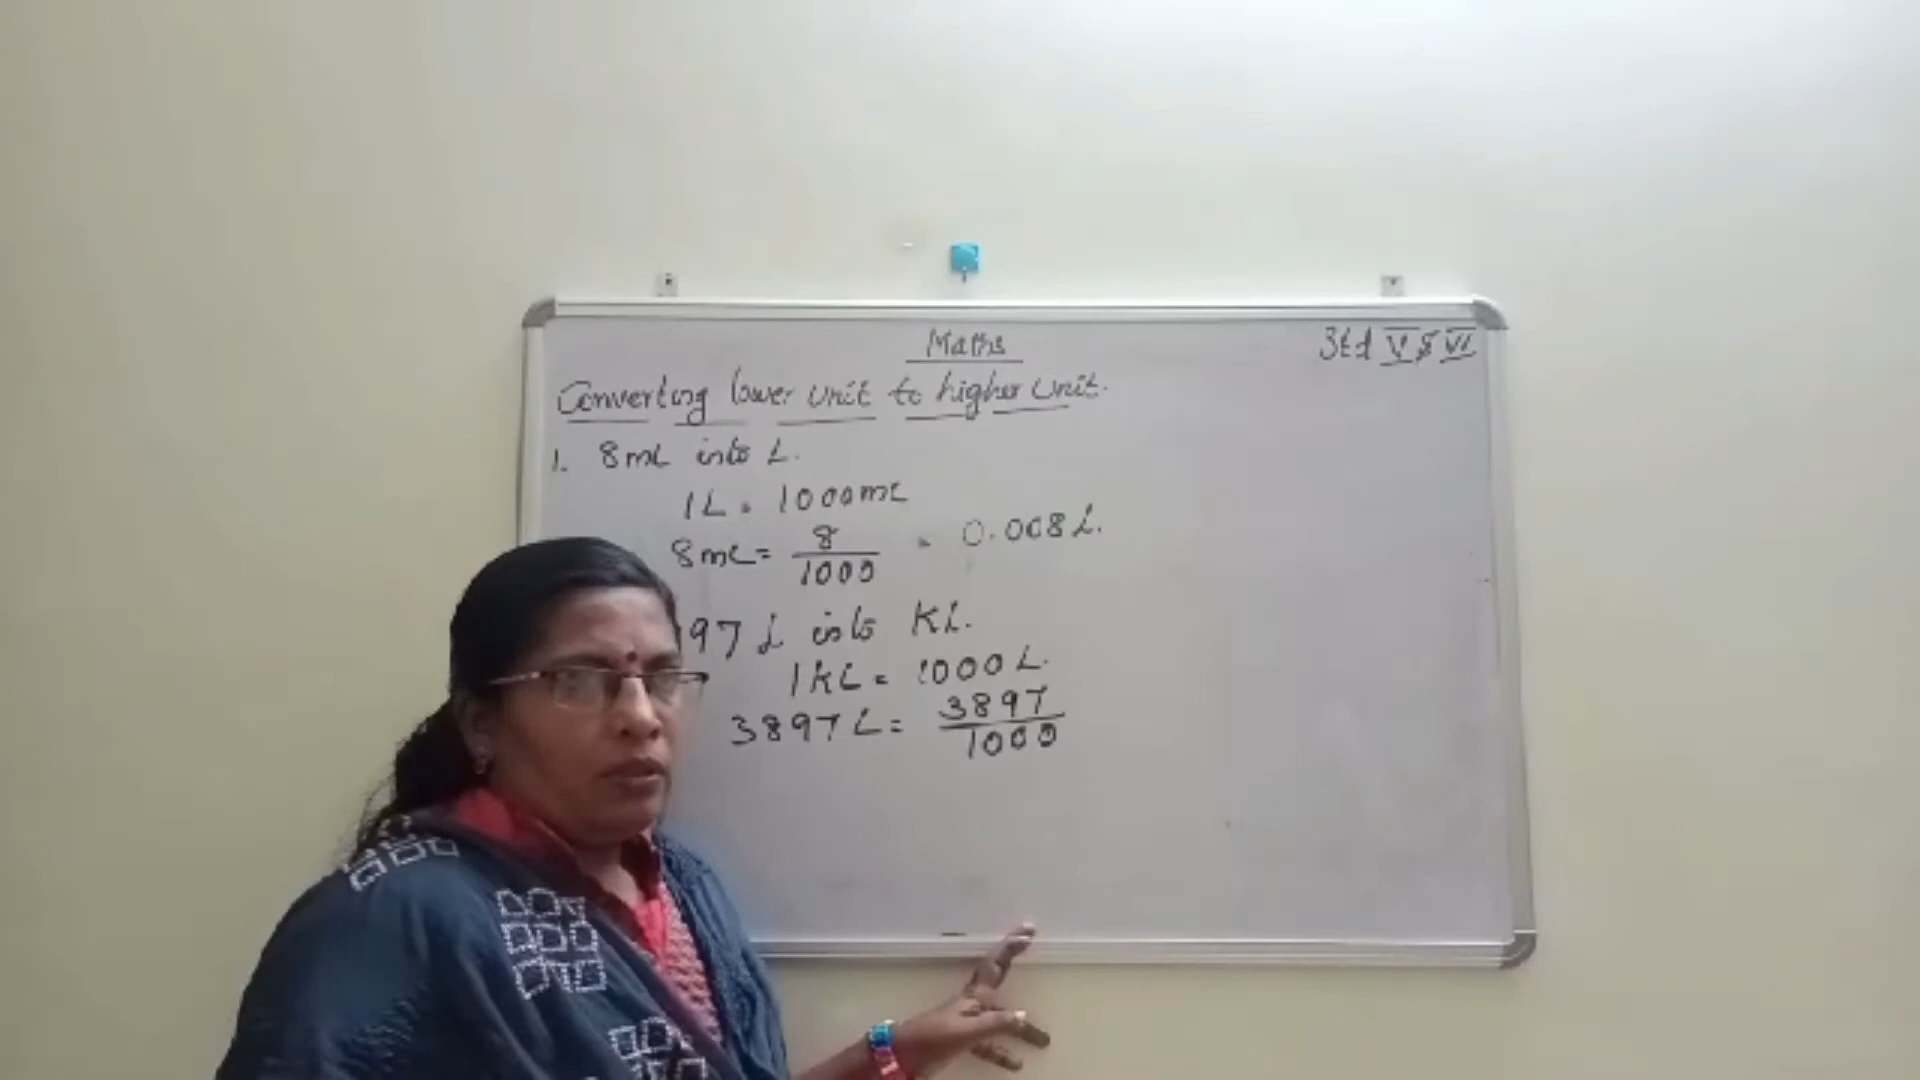 Maths
Std V & VI
Converting lower unit to higher unit.
1. 8mL into L.
1L = 1000mL
8mL = 8/1000 = 0.008L.
97 L into KL.
1KL = 1000L.
3897L = 3897/1000